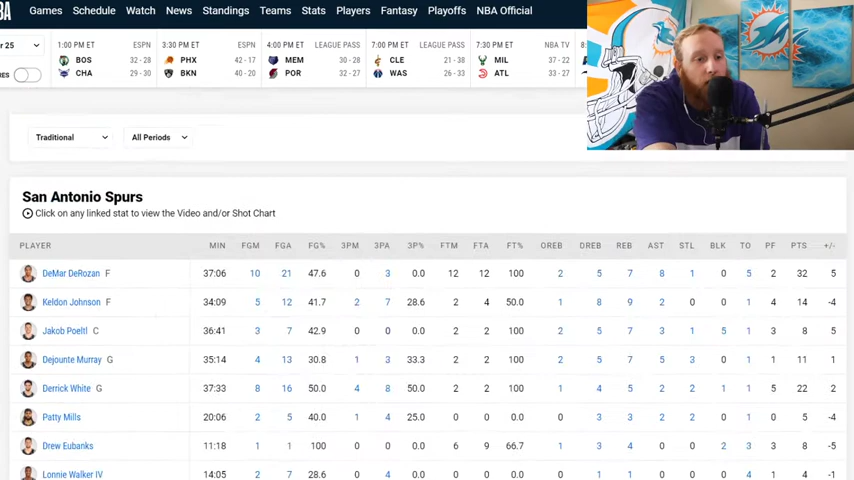 BA Games Schedule Watch News Standings Teams Stats Players Fantasy Playoffs NBA Official
r 25 1:00 PM ET ESPN 3:30 PM ET ESPN 4:00 PM ET LEAGUE PASS 7:00 PM ET LEAGUE PASS 7:30 PM ET NBA TV 8:
BOS 32 - 28 PHX 42 - 17 MEM 30 - 28 CLE 21 - 38 MIL 37 - 22
RES CHA 29 - 30 BKN 40 - 20 POR 32 - 27 WAS 26 - 33 ATL 33 - 27
Traditional All Periods
San Antonio Spurs
Click on any linked stat to view the Video and/or Shot Chart
PLAYER MIN FGM FGA FG% 3PM 3PA 3P% FTM FTA FT% OREB DREB REB AST STL BLK TO PF PTS +/-
DeMar DeRozan F 37:06 10 21 47.6 0 3 0.0 12 12 100 2 5 7 8 1 0 5 2 32 5
Keldon Johnson F 34:09 5 12 41.7 2 7 28.6 2 4 50.0 1 8 9 2 0 0 1 4 14 -4
Jakob Poeltl C 36:41 3 7 42.9 0 0 0.0 2 2 100 2 5 7 3 1 5 1 3 8 5
Dejounte Murray G 35:14 4 13 30.8 1 3 33.3 2 2 100 2 5 7 5 3 0 1 1 11 1
Derrick White G 37:33 8 16 50.0 4 8 50.0 2 2 100 1 4 5 2 2 1 1 5 22 2
Patty Mills 20:06 2 5 40.0 1 4 25.0 0 0 0.0 0 3 3 2 2 0 1 0 5 -4
Drew Eubanks 11:18 1 1 100 0 0 0.0 6 9 66.7 1 3 4 0 0 2 3 3 8 -5
Lonnie Walker IV 14:05 2 7 28.6 0 4 0.0 0 0 0.0 0 1 1 0 0 0 4 1 4 -1